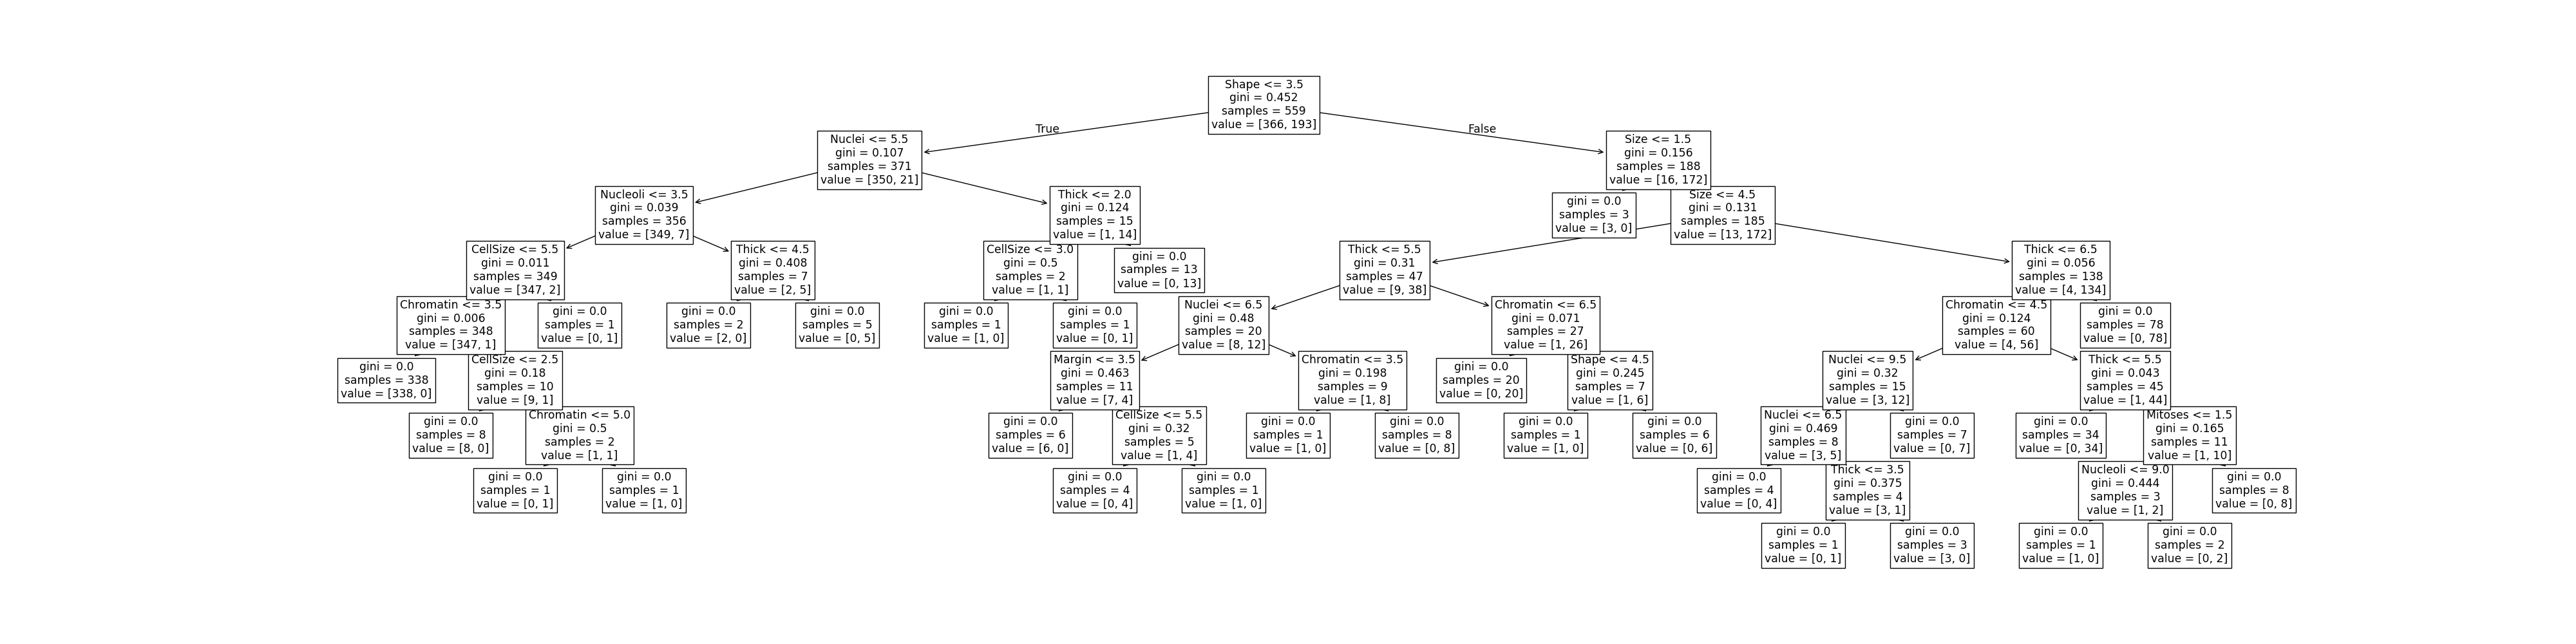 Shape <= 3.5
gini = 0.452
samples = 559
value = [366, 193]
True
False
Nuclei <= 5.5
gini = 0.107
samples = 371
value = [350, 21]
Size <= 1.5
gini = 0.156
samples = 188
value = [16, 172]
Nucleoli <= 3.5
gini = 0.039
samples = 356
value = [349, 7]
Thick <= 2.0
gini = 0.124
samples = 15
value = [1, 14]
gini = 0.0
samples = 3
value = [3, 0]
Size <= 4.5
gini = 0.131
samples = 185
value = [13, 172]
CellSize <= 5.5
gini = 0.011
samples = 349
value = [347, 2]
Thick <= 4.5
gini = 0.408
samples = 7
value = [2, 5]
CellSize <= 3.0
gini = 0.5
samples = 2
value = [1, 1]
gini = 0.0
samples = 13
value = [0, 13]
Thick <= 5.5
gini = 0.31
samples = 47
value = [9, 38]
Thick <= 6.5
gini = 0.056
samples = 138
value = [4, 134]
Chromatin <= 3.5
gini = 0.006
samples = 348
value = [347, 1]
gini = 0.0
samples = 1
value = [0, 1]
gini = 0.0
samples = 2
value = [2, 0]
gini = 0.0
samples = 5
value = [0, 5]
gini = 0.0
samples = 1
value = [1, 0]
gini = 0.0
samples = 1
value = [0, 1]
Nuclei <= 6.5
gini = 0.48
samples = 20
value = [8, 12]
Chromatin <= 6.5
gini = 0.071
samples = 27
value = [1, 26]
Chromatin <= 4.5
gini = 0.124
samples = 60
value = [4, 56]
gini = 0.0
samples = 78
value = [0, 78]
gini = 0.0
samples = 338
value = [338, 0]
CellSize <= 2.5
gini = 0.18
samples = 10
value = [9, 1]
Margin <= 3.5
gini = 0.463
samples = 11
value = [7, 4]
Chromatin <= 3.5
gini = 0.198
samples = 9
value = [1, 8]
gini = 0.0
samples = 20
value = [0, 20]
Shape <= 4.5
gini = 0.245
samples = 7
value = [1, 6]
Nuclei <= 9.5
gini = 0.32
samples = 15
value = [3, 12]
Thick <= 5.5
gini = 0.043
samples = 45
value = [1, 44]
gini = 0.0
samples = 8
value = [8, 0]
Chromatin <= 5.0
gini = 0.5
samples = 2
value = [1, 1]
gini = 0.0
samples = 6
value = [6, 0]
CellSize <= 5.5
gini = 0.32
samples = 5
value = [1, 4]
gini = 0.0
samples = 1
value = [1, 0]
gini = 0.0
samples = 8
value = [0, 8]
gini = 0.0
samples = 1
value = [1, 0]
gini = 0.0
samples = 6
value = [0, 6]
Nuclei <= 6.5
gini = 0.469
samples = 8
value = [3, 5]
gini = 0.0
samples = 7
value = [0, 7]
gini = 0.0
samples = 34
value = [0, 34]
Mitoses <= 1.5
gini = 0.165
samples = 11
value = [1, 10]
gini = 0.0
samples = 1
value = [0, 1]
gini = 0.0
samples = 1
value = [1, 0]
gini = 0.0
samples = 4
value = [0, 4]
gini = 0.0
samples = 1
value = [1, 0]
gini = 0.0
samples = 4
value = [0, 4]
Thick <= 3.5
gini = 0.375
samples = 4
value = [3, 1]
Nucleoli <= 9.0
gini = 0.444
samples = 3
value = [1, 2]
gini = 0.0
samples = 8
value = [0, 8]
gini = 0.0
samples = 1
value = [0, 1]
gini = 0.0
samples = 3
value = [3, 0]
gini = 0.0
samples = 1
value = [1, 0]
gini = 0.0
samples = 2
value = [0, 2]